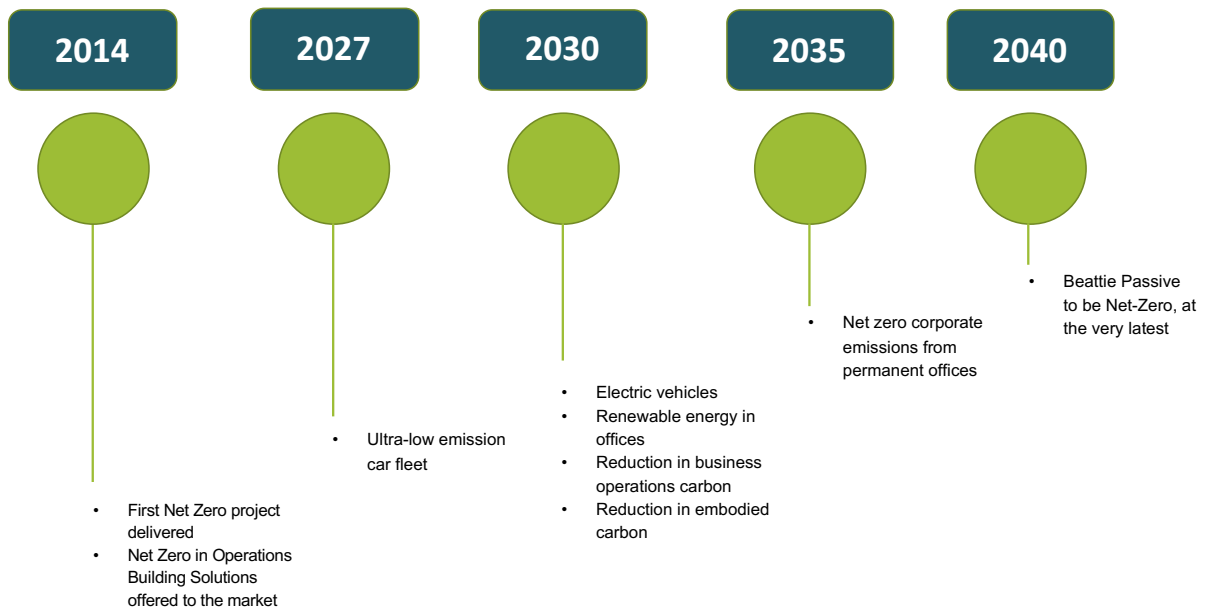 2014
2027
2030
2035
2040
• First Net Zero project
delivered
• Net Zero in Operations
Building Solutions
offered to the market
• Ultra-low emission
car fleet
• Electric vehicles
• Renewable energy in
offices
• Reduction in business
operations carbon
• Reduction in embodied
carbon
• Net zero corporate
emissions from
permanent offices
• Beattie Passive
to be Net-Zero, at
the very latest